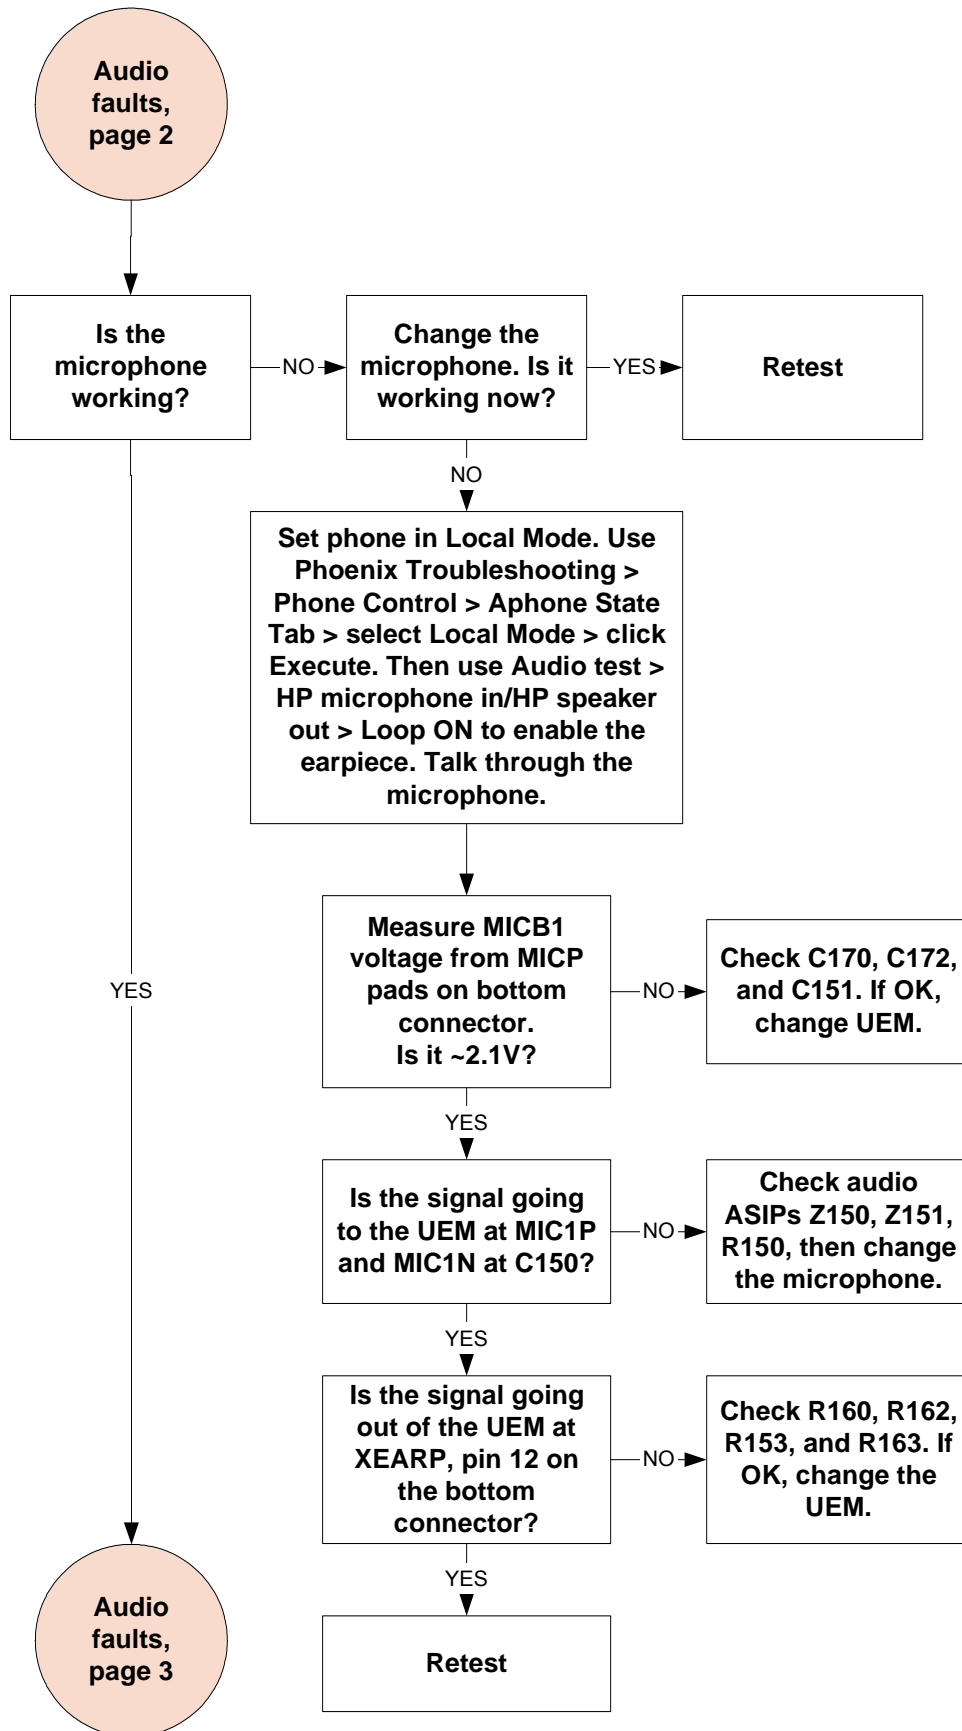 Audio
faults,
page 2
Is the
microphone
working?
NO
Change the
microphone. Is it
working now?
YES
Retest
NO
Set phone in Local Mode. Use
Phoenix Troubleshooting >
Phone Control > Aphone State
Tab > select Local Mode > click
Execute. Then use Audio test >
HP microphone in/HP speaker
out > Loop ON to enable the
earpiece. Talk through the
microphone.
Measure MICB1
voltage from MICP
pads on bottom
connector.
Is it ~2.1V?
NO
Check C170, C172,
and C151. If OK,
change UEM.
YES
YES
Is the signal going
to the UEM at MIC1P
and MIC1N at C150?
NO
Check audio
ASIPs Z150, Z151,
R150, then change
the microphone.
YES
Is the signal going
out of the UEM at
XEARP, pin 12 on
the bottom
connector?
NO
Check R160, R162,
R153, and R163. If
OK, change the
UEM.
YES
Retest
Audio
faults,
page 3